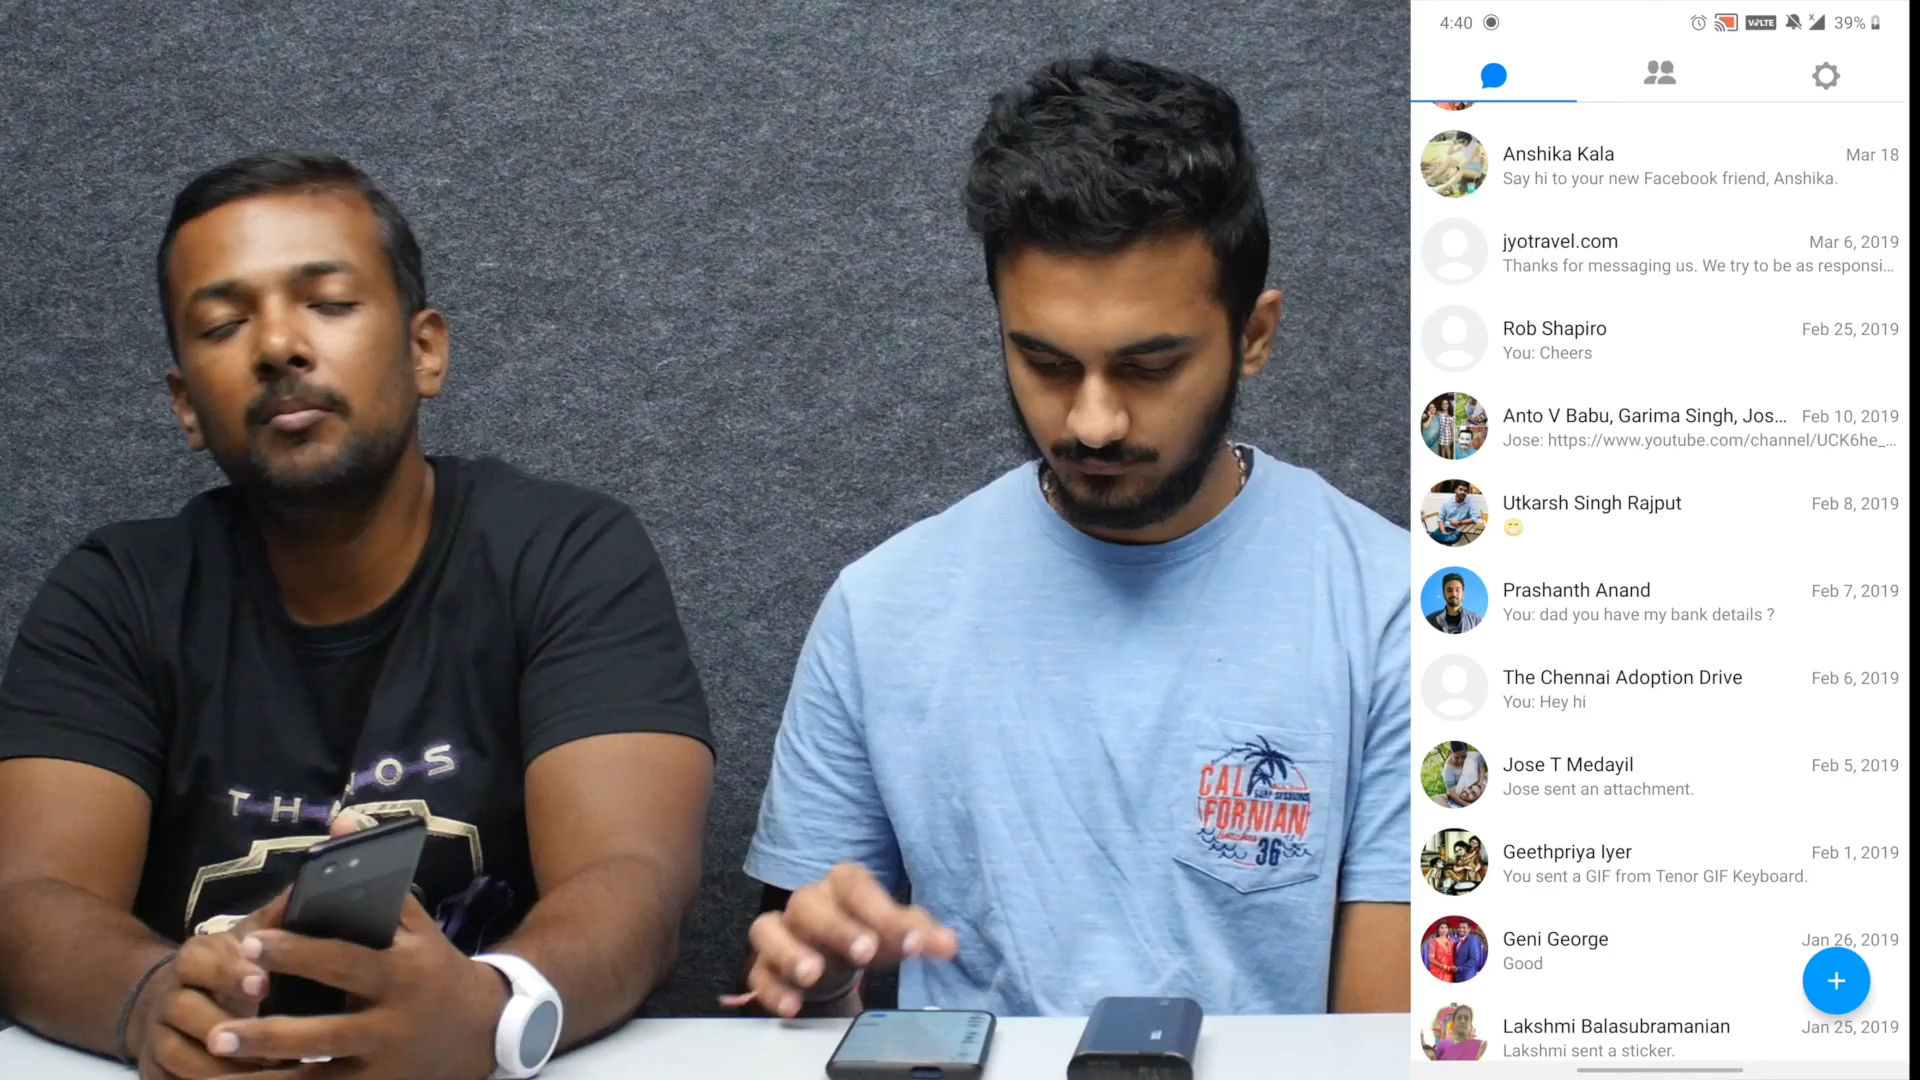 THANOS
CAL
FORNIAN
36
4:40
VoLTE
x
39%
Anshika Kala
Mar 18
Say hi to your new Facebook friend, Anshika.
jyotravel.com
Mar 6, 2019
Thanks for messaging us. We try to be as responsi...
Rob Shapiro
Feb 25, 2019
You: Cheers
Anto V Babu, Garima Singh, Jos...
Feb 10, 2019
Jose: https://www.youtube.com/channel/UCK6he_...
Utkarsh Singh Rajput
Feb 8, 2019
😁
Prashanth Anand
Feb 7, 2019
You: dad you have my bank details ?
The Chennai Adoption Drive
Feb 6, 2019
You: Hey hi
Jose T Medayil
Feb 5, 2019
Jose sent an attachment.
Geethpriya Iyer
Feb 1, 2019
You sent a GIF from Tenor GIF Keyboard.
Geni George
Jan 26, 2019
Good
Lakshmi Balasubramanian
Jan 25, 2019
Lakshmi sent a sticker.